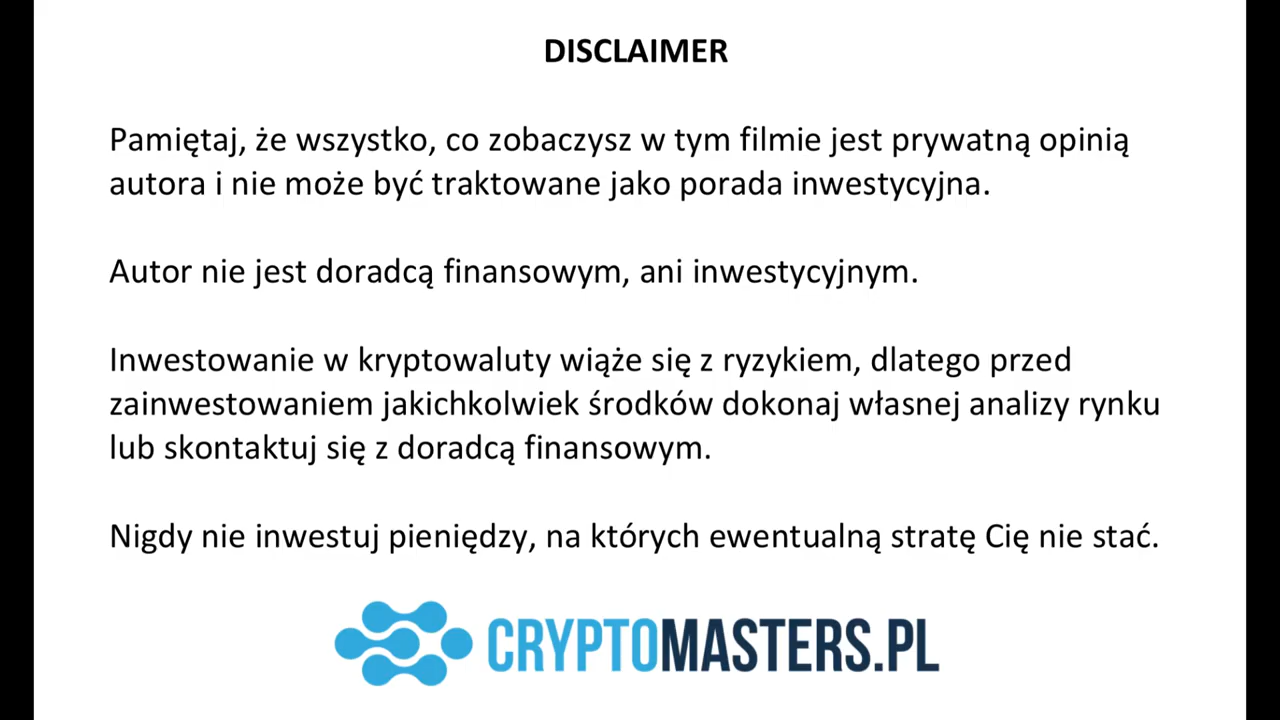 DISCLAIMER
Pamiętaj, że wszystko, co zobaczysz w tym filmie jest prywatną opinią
autora i nie może być traktowane jako porada inwestycyjna.
Autor nie jest doradcą finansowym, ani inwestycyjnym.
Inwestowanie w kryptowaluty wiąże się z ryzykiem, dlatego przed
zainwestowaniem jakichkolwiek środków dokonaj własnej analizy rynku
lub skontaktuj się z doradcą finansowym.
Nigdy nie inwestuj pieniędzy, na których ewentualną stratę Cię nie stać.
CRYPTOMASTERS.PL